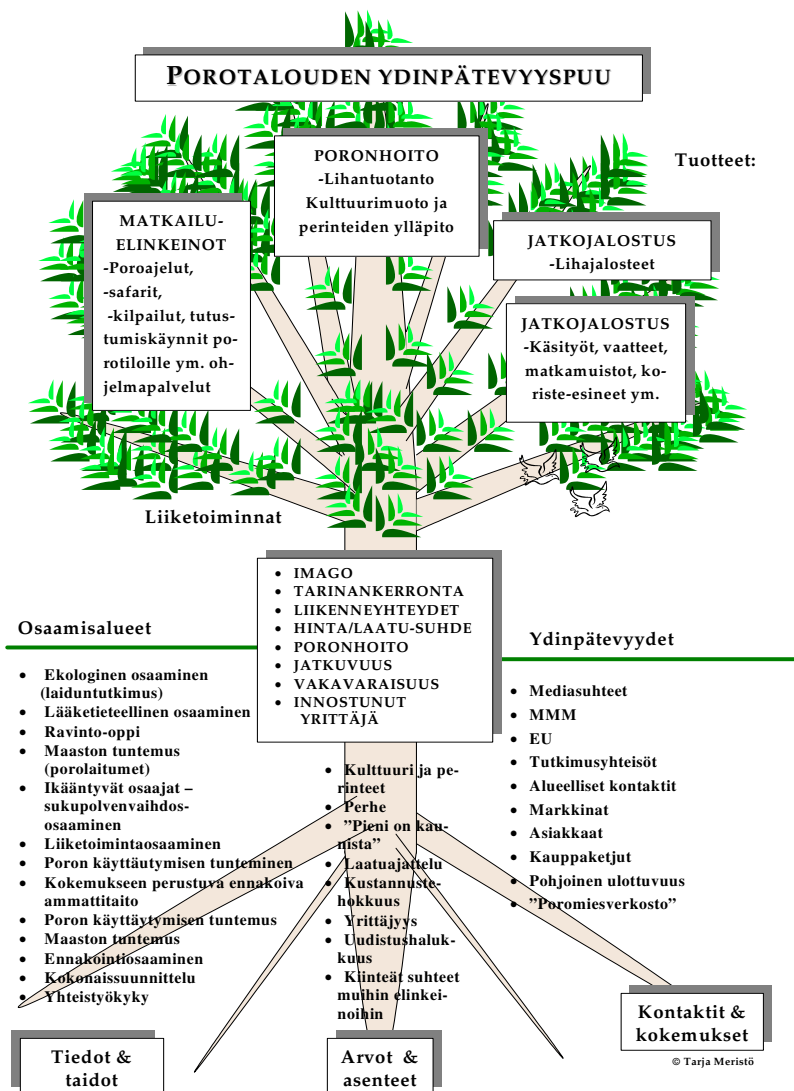 POROTALOUDEN YDINPÄTEVYYSPUU
Tuotteet:
PORONHOITO
-Lihantuotanto
Kulttuurimuoto ja
perinteiden ylläpito
MATKAILU-
ELINKEINOT
-Poroajelut,
-safarit,
-kilpailut, tutus-
tumiskäynnit po-
rotiloille ym. oh-
jelmapalvelut
JATKOJALOSTUS
-Lihajalosteet
JATKOJALOSTUS
-Käsityöt, vaatteet,
matkamuistot, ko-
riste-esineet ym.
Liiketoiminnat
• IMAGO
• TARINANKERRONTA
• LIIKENNEYHTEYDET
• HINTA/LAATU-SUHDE
• PORONHOITO
• JATKUVUUS
• VAKAVARAISUUS
• INNOSTUNUT
YRITTÄJÄ
Osaamisalueet
• Ekologinen osaaminen
(laiduntutkimus)
• Lääketieteellinen osaaminen
• Ravinto-oppi
• Maaston tuntemus
(porolaitumet)
• Ikääntyvät osaajat –
sukupolvenvaihdos-
osaaminen
• Liiketoimintaosaaminen
• Poron käyttäutymisen tunteminen
• Kokemukseen perustuva ennakoiva
ammattitaito
• Poron käyttäytymisen tuntemus
• Maaston tuntemus
• Ennakointiosaaminen
• Kokonaissuunnittelu
• Yhteistyökyky
• Kulttuuri ja pe-
rinteet
• Perhe
• ”Pieni on kau-
nista”
• Laatuajattelu
• Kustannuste-
hokkuus
• Yrittäjyys
• Uudistushaluk-
kuus
• Kiinteät suhteet
muihin elinkei-
noihin
Ydinpätevyydet
• Mediasuhteet
• MMM
• EU
• Tutkimusyhteisöt
• Alueelliset kontaktit
• Markkinat
• Asiakkaat
• Kauppaketjut
• Pohjoinen ulottuvuus
• ”Poromiesverkosto”
Tiedot &
taidot
Arvot &
asenteet
Kontaktit &
kokemukset
© Tarja Meristö